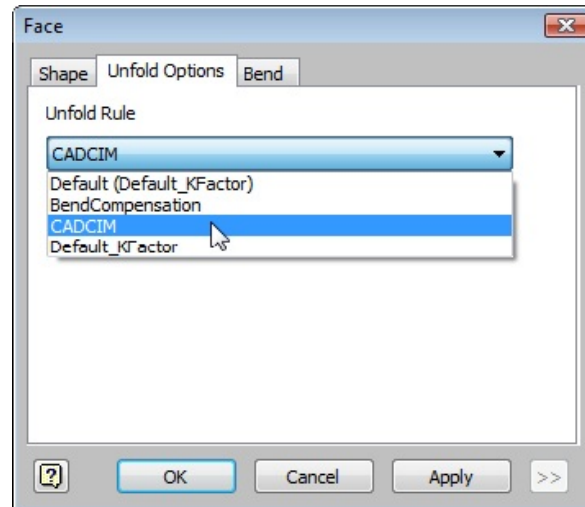 Face
Shape Unfold Options Bend
Unfold Rule
CADCIM
Default (Default_KFactor)
BendCompensation
CADCIM
Default_KFactor
OK Cancel Apply >>